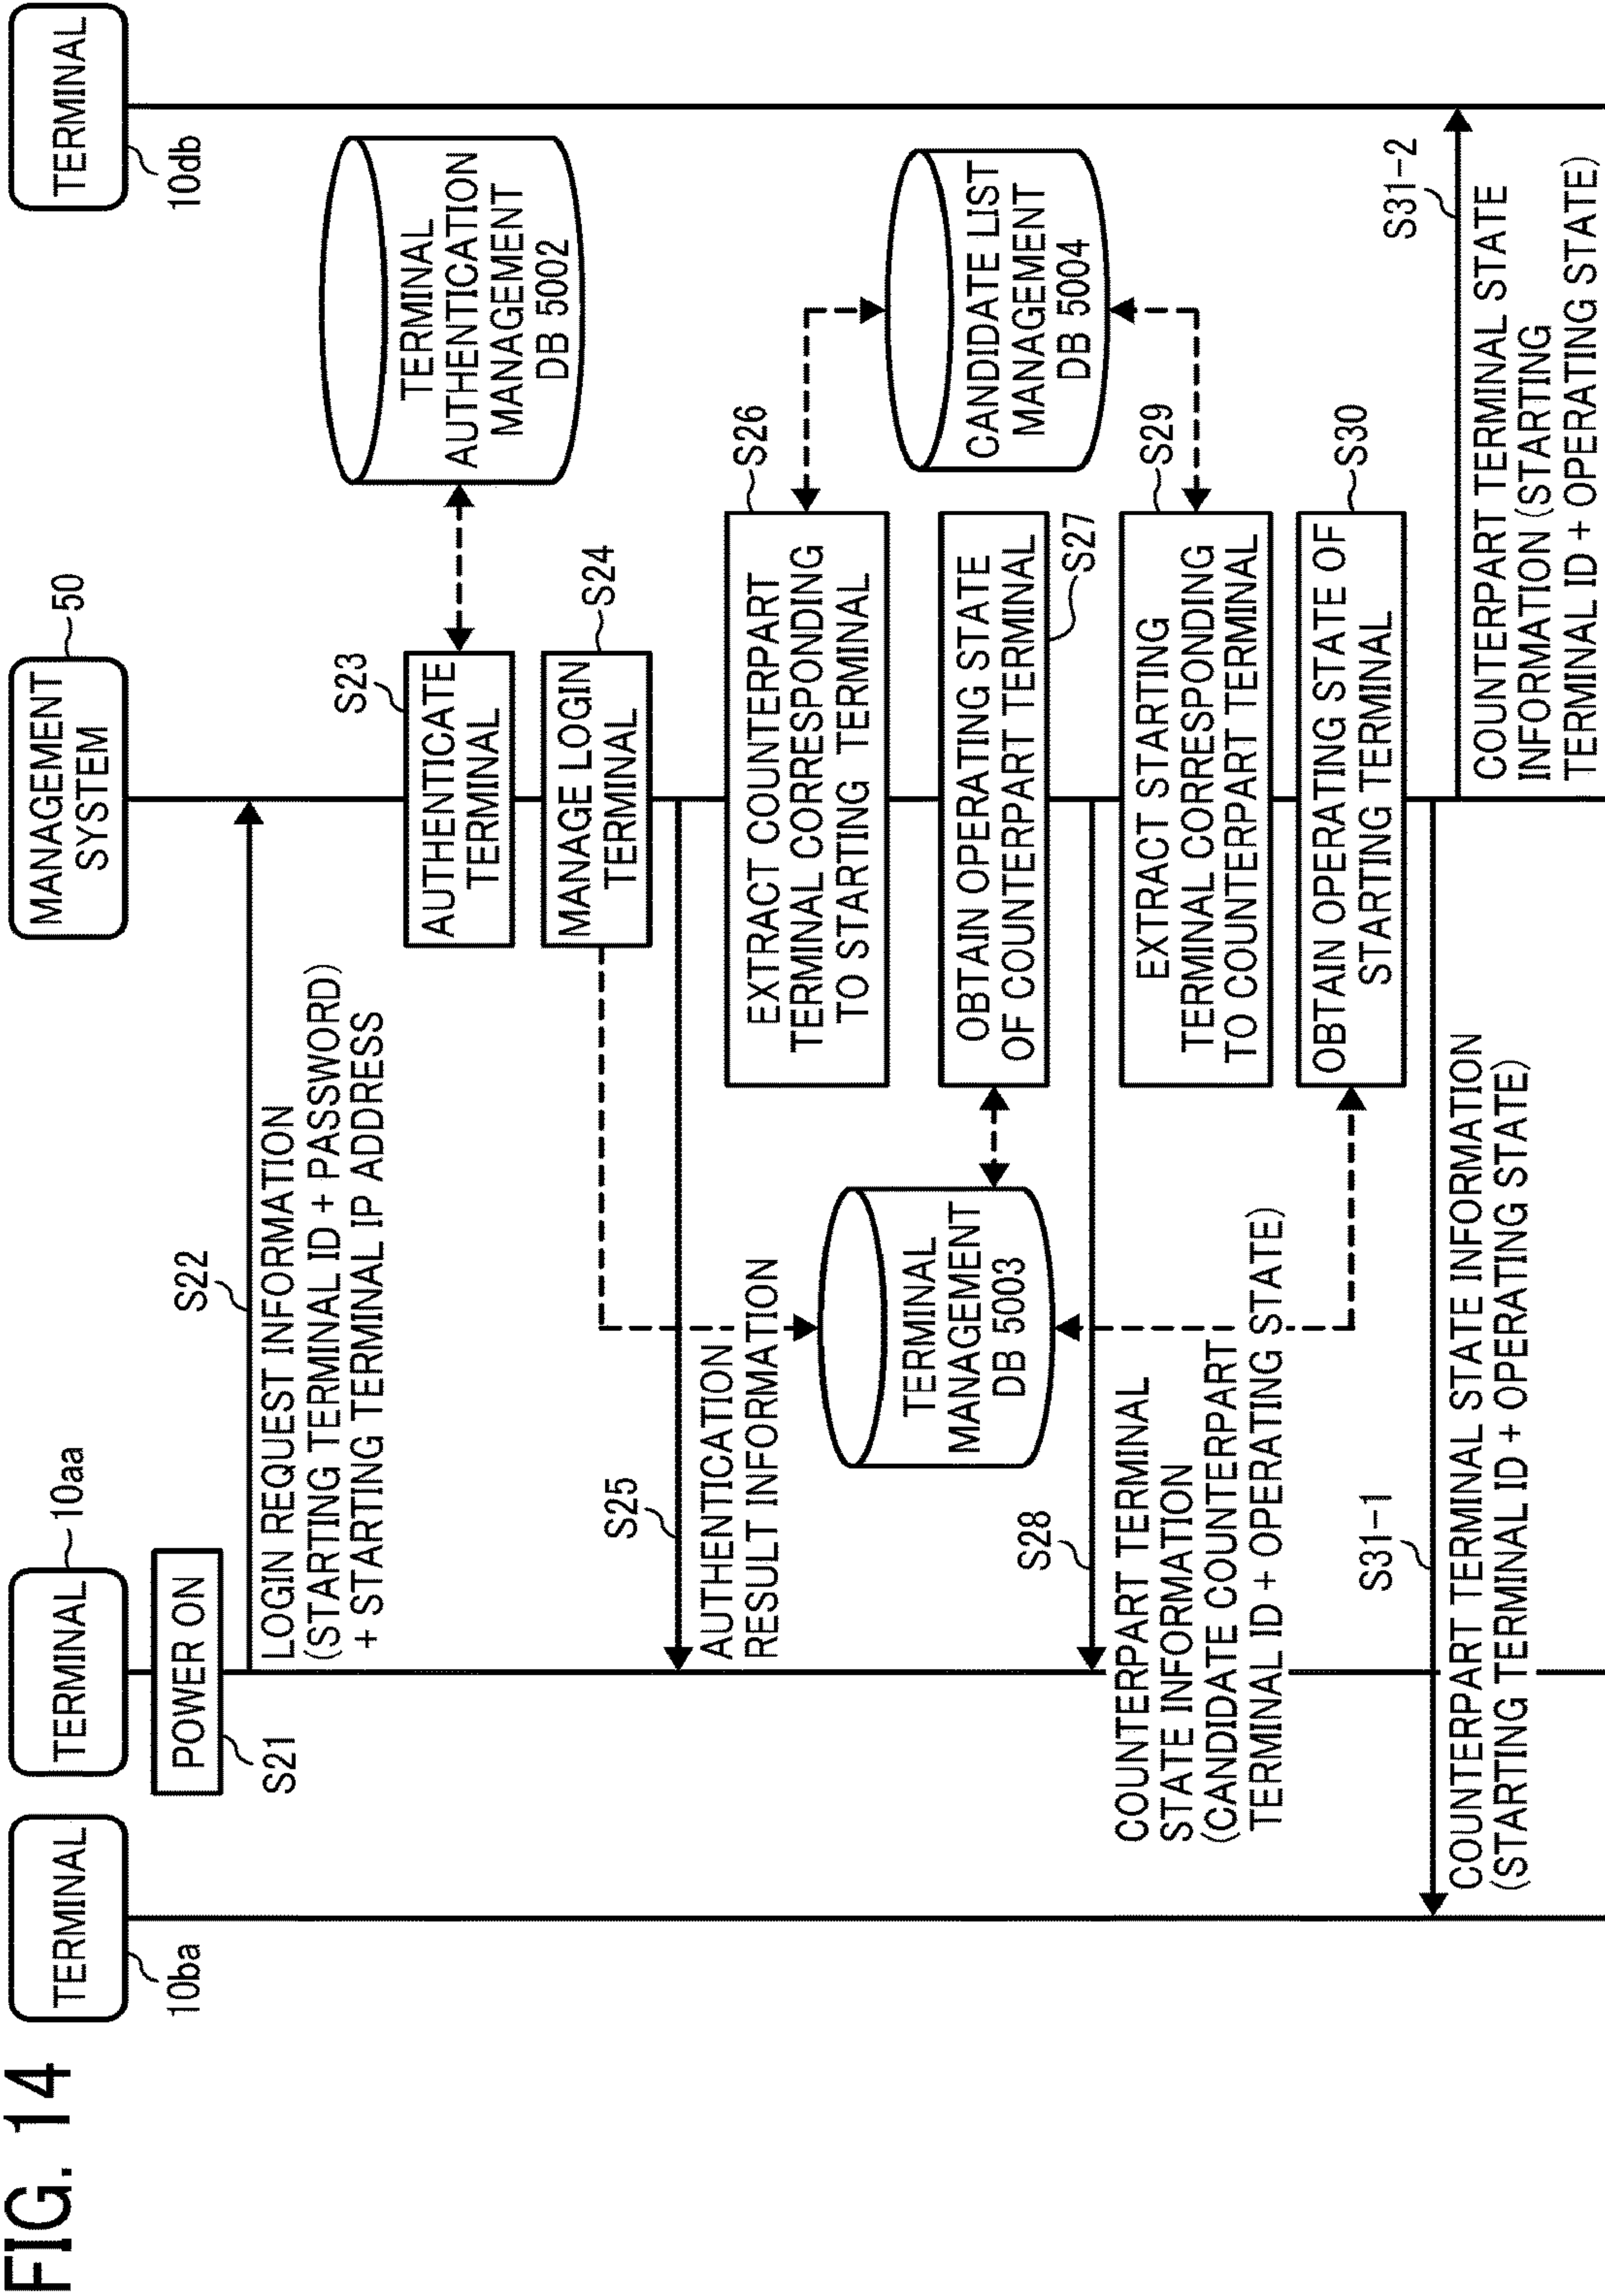 FIG. 14
TERMINAL
10ba
TERMINAL
10aa
MANAGEMENT
SYSTEM
50
TERMINAL
10db
POWER ON
S21
S22
LOGIN REQUEST INFORMATION
(STARTING TERMINAL ID + PASSWORD)
+ STARTING TERMINAL IP ADDRESS
S23
AUTHENTICATE
TERMINAL
TERMINAL
AUTHENTICATION
MANAGEMENT
DB 5002
MANAGE LOGIN
TERMINAL
S24
S25
AUTHENTICATION
RESULT INFORMATION
EXTRACT COUNTERPART
TERMINAL CORRESPONDING
TO STARTING TERMINAL
S26
TERMINAL
MANAGEMENT
DB 5003
OBTAIN OPERATING STATE
OF COUNTERPART TERMINAL
S27
CANDIDATE LIST
MANAGEMENT
DB 5004
S28
COUNTERPART TERMINAL
STATE INFORMATION
(CANDIDATE COUNTERPART
TERMINAL ID + OPERATING STATE)
EXTRACT STARTING
TERMINAL CORRESPONDING
TO COUNTERPART TERMINAL
S29
OBTAIN OPERATING STATE OF
STARTING TERMINAL
S30
S31-1
COUNTERPART TERMINAL STATE INFORMATION
(STARTING TERMINAL ID + OPERATING STATE)
S31-2
COUNTERPART TERMINAL STATE
INFORMATION (STARTING
TERMINAL ID + OPERATING STATE)